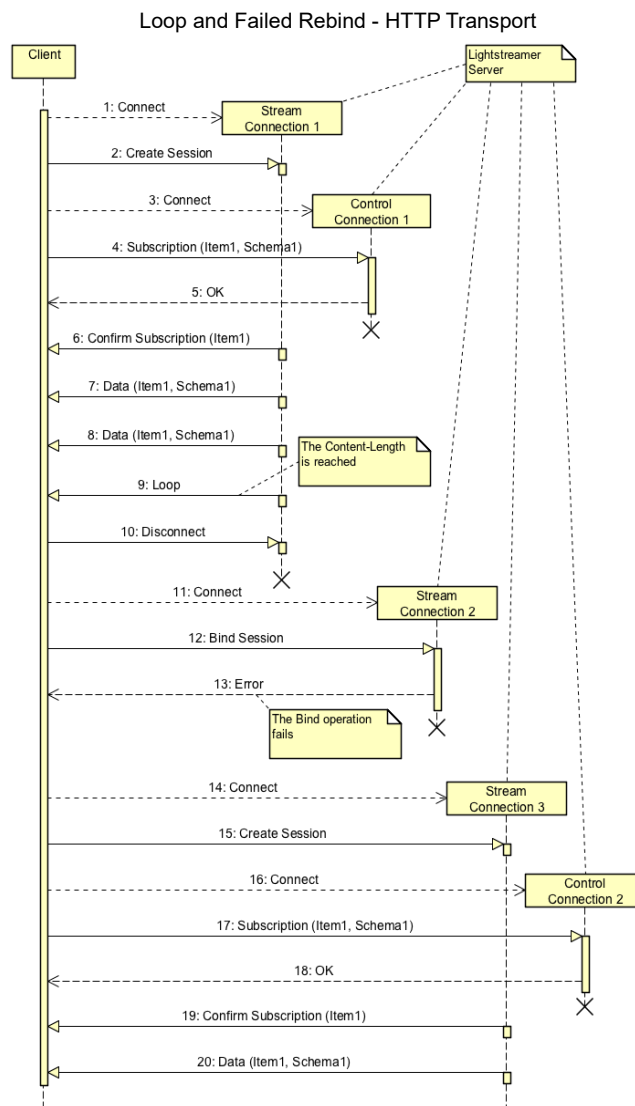 Loop and Failed Rebind - HTTP Transport
Client
Lightstreamer
Server
1: Connect
Stream
Connection 1
2: Create Session
3: Connect
Control
Connection 1
4: Subscription (Item1, Schema1)
5: OK
6: Confirm Subscription (Item1)
7: Data (Item1, Schema1)
8: Data (Item1, Schema1)
The Content-Length
is reached
9: Loop
10: Disconnect
11: Connect
Stream
Connection 2
12: Bind Session
13: Error
The Bind operation
fails
14: Connect
Stream
Connection 3
15: Create Session
16: Connect
Control
Connection 2
17: Subscription (Item1, Schema1)
18: OK
19: Confirm Subscription (Item1)
20: Data (Item1, Schema1)